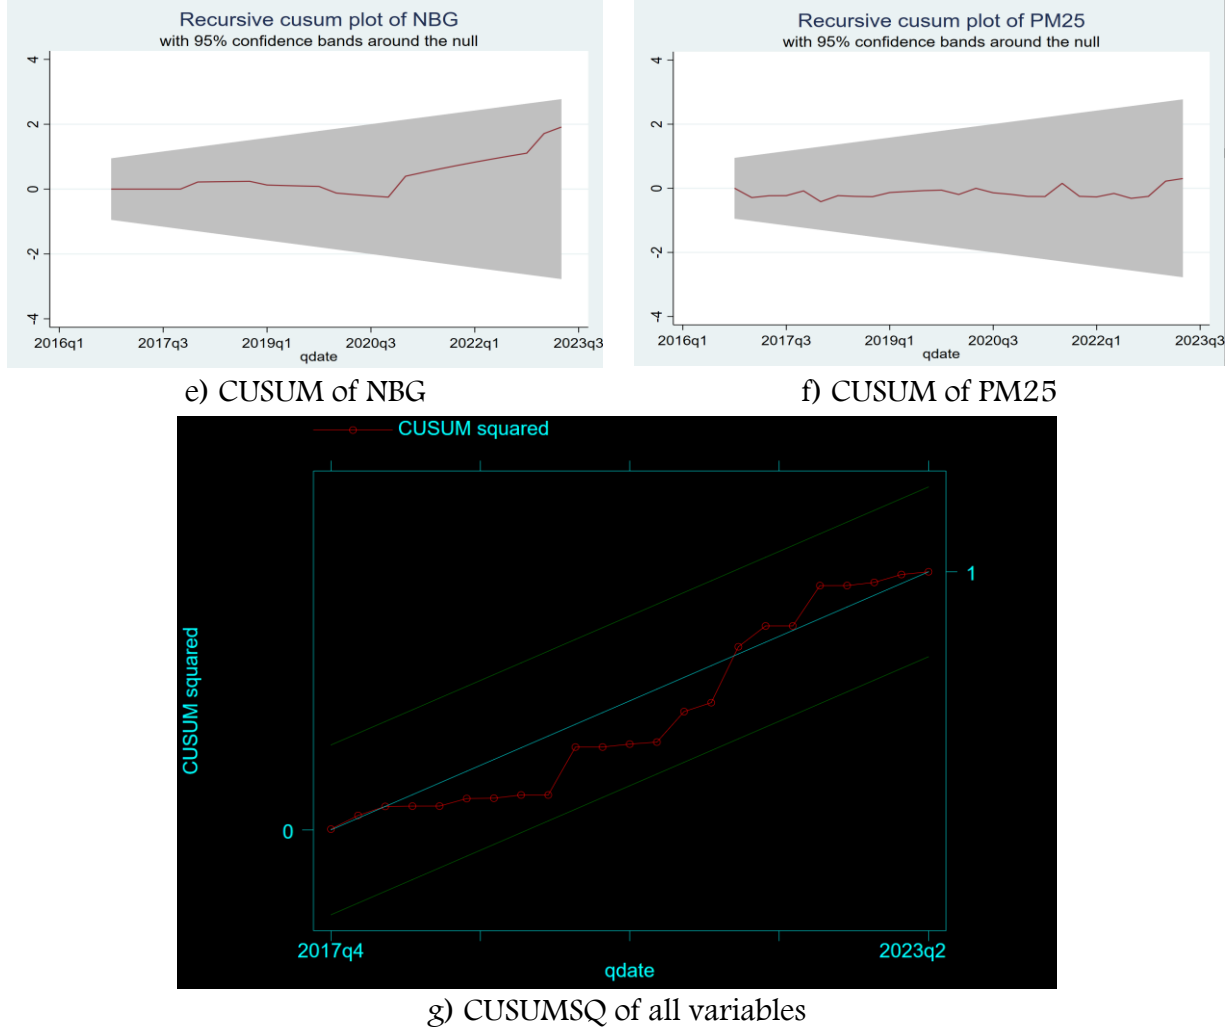 Recursive cusum plot of NBG
with 95% confidence bands around the null
4
2
0
-2
-4
2016q1 2017q3 2019q1 2020q3 2022q1 2023q3
qdate
e) CUSUM of NBG
Recursive cusum plot of PM25
with 95% confidence bands around the null
4
2
0
-2
-4
2016q1 2017q3 2019q1 2020q3 2022q1 2023q3
qdate
f) CUSUM of PM25
CUSUM squared
CUSUM squared
1
0
2017q4 2023q2
qdate
g) CUSUMSQ of all variables